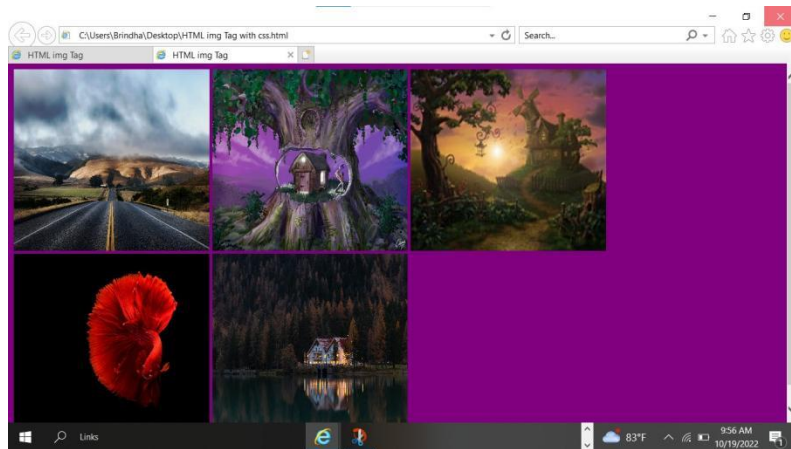 C:\Users\Brindha\Desktop\HTML img Tag with css.html
Search...
HTML img Tag
HTML img Tag
Links
83°F
9:56 AM
10/19/2022
1